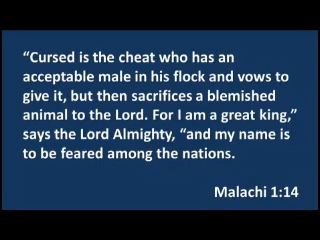 “Cursed is the cheat who has an
acceptable male in his flock and vows to
give it, but then sacrifices a blemished
animal to the Lord. For I am a great king,”
says the Lord Almighty, “and my name is
to be feared among the nations.
Malachi 1:14